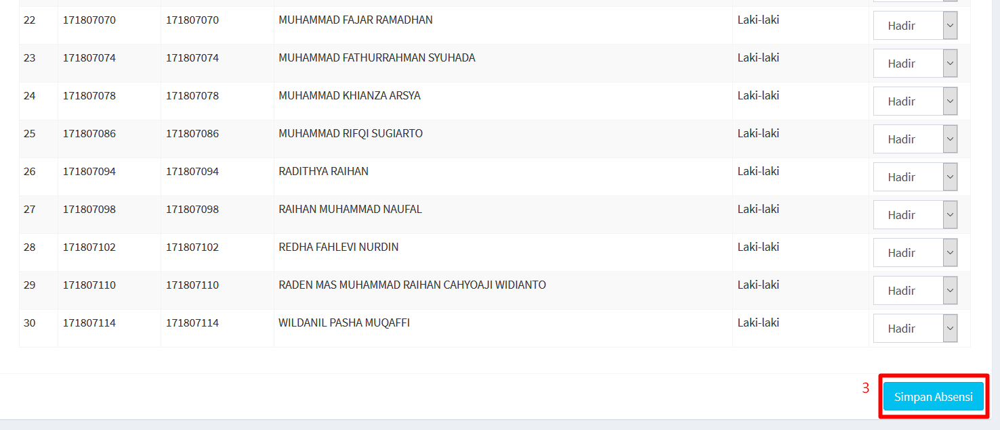 22 171807070 171807070 MUHAMMAD FAJAR RAMADHAN Laki-laki Hadir
23 171807074 171807074 MUHAMMAD FATHURRAHMAN SYUHADA Laki-laki Hadir
24 171807078 171807078 MUHAMMAD KHIANZA ARSYA Laki-laki Hadir
25 171807086 171807086 MUHAMMAD RIFQI SUGIARTO Laki-laki Hadir
26 171807094 171807094 RADITHYA RAIHAN Laki-laki Hadir
27 171807098 171807098 RAIHAN MUHAMMAD NAUFAL Laki-laki Hadir
28 171807102 171807102 REDHA FAHLEVI NURDIN Laki-laki Hadir
29 171807110 171807110 RADEN MAS MUHAMMAD RAIHAN CAHYOAJI WIDIANTO Laki-laki Hadir
30 171807114 171807114 WILDANIL PASHA MUQAFFI Laki-laki Hadir
3 Simpan Absensi